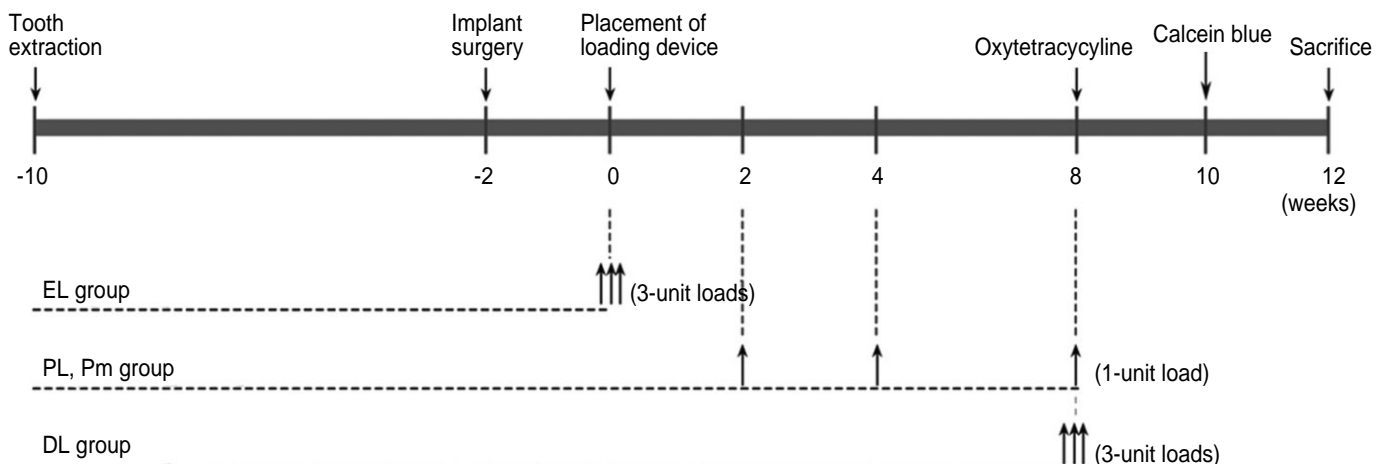 Tooth
extraction
Implant
surgery
Placement of
loading device
Oxytetracycyline
Calcein blue
Sacrifice
-10
-2
0
2
4
8
10
12
(weeks)
EL group
(3-unit loads)
PL, Pm group
(1-unit load)
DL group
(3-unit loads)